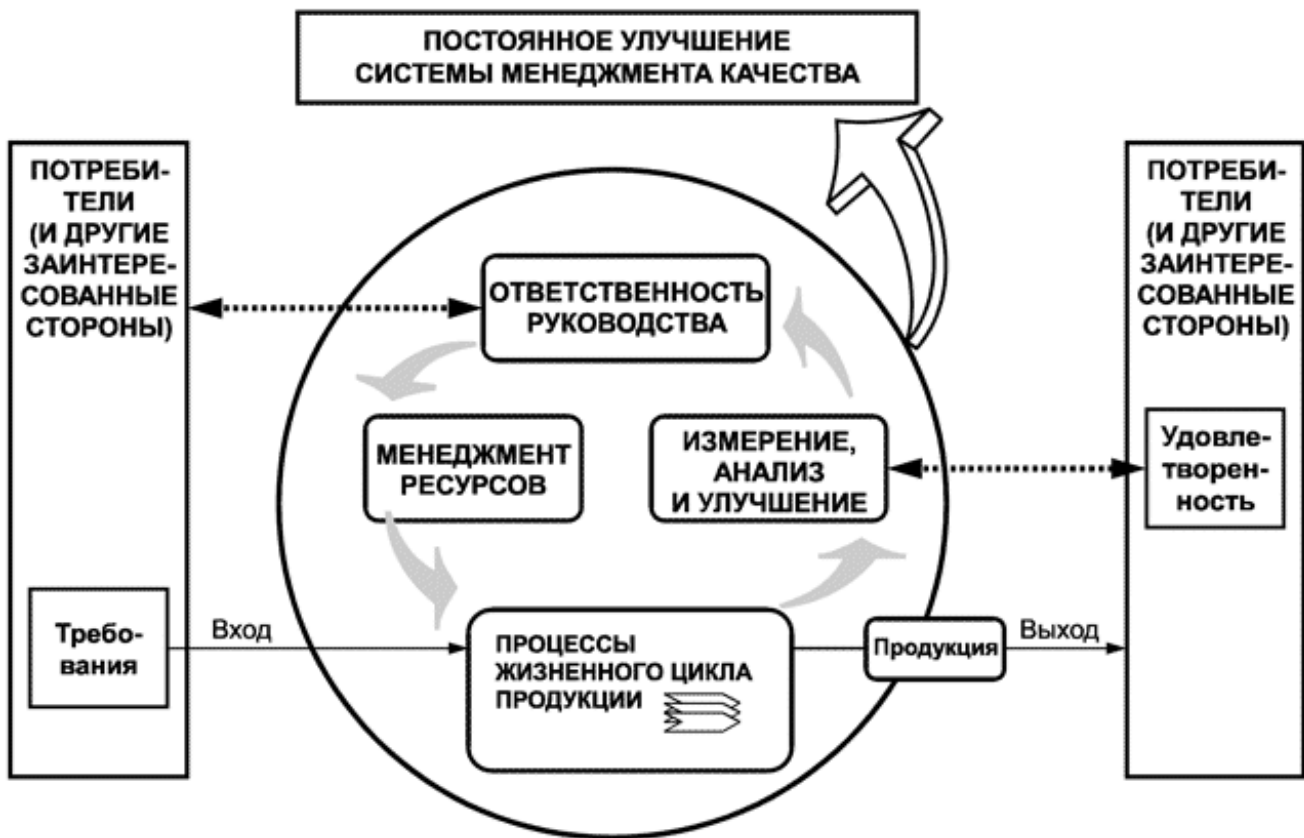 ПОСТОЯННОЕ УЛУЧШЕНИЕ
СИСТЕМЫ МЕНЕДЖМЕНТА КАЧЕСТВА
ПОТРЕБИ-
ТЕЛИ
(И ДРУГИЕ
ЗАИНТЕРЕ-
СОВАННЫЕ
СТОРОНЫ)
ПОТРЕБИ-
ТЕЛИ
(И ДРУГИЕ
ЗАИНТЕРЕ-
СОВАННЫЕ
СТОРОНЫ)
ОТВЕТСТВЕННОСТЬ
РУКОВОДСТВА
МЕНЕДЖМЕНТ
РЕСУРСОВ
ИЗМЕРЕНИЕ,
АНАЛИЗ
И УЛУЧШЕНИЕ
Удовле-
творен-
ность
Требо-
вания
Вход
ПРОЦЕССЫ
ЖИЗНЕННОГО ЦИКЛА
ПРОДУКЦИИ
Продукция
Выход